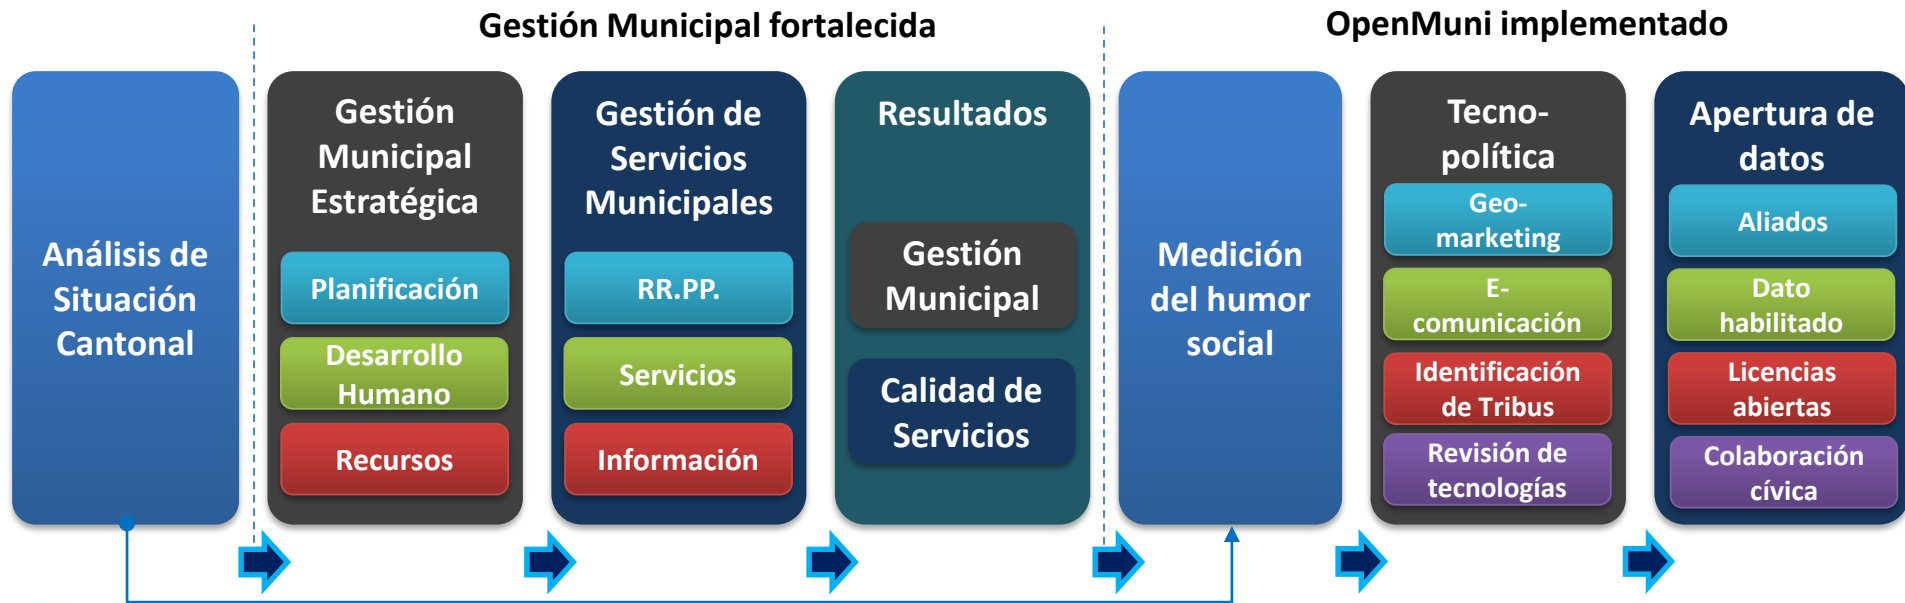 Gestión Municipal fortalecida
OpenMuni implementado
Análisis de
Situación
Cantonal
Gestión
Municipal
Estratégica
Planificación
Desarrollo
Humano
Recursos
Gestión de
Servicios
Municipales
RR.PP.
Servicios
Información
Resultados
Gestión
Municipal
Calidad de
Servicios
Medición
del humor
social
Tecno-
política
Geo-
marketing
E-
comunicación
Identificación
de Tribus
Revisión de
tecnologías
Apertura de
datos
Aliados
Dato
habilitado
Licencias
abiertas
Colaboración
cívica